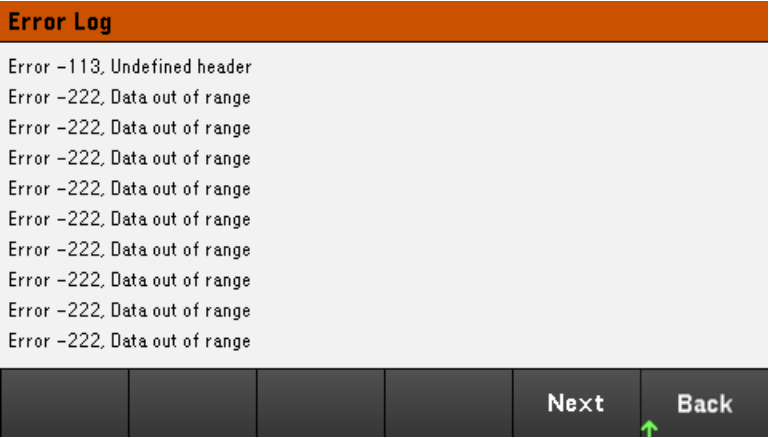 Error Log
Error -113, Undefined header
Error -222, Data out of range
Error -222, Data out of range
Error -222, Data out of range
Error -222, Data out of range
Error -222, Data out of range
Error -222, Data out of range
Error -222, Data out of range
Error -222, Data out of range
Error -222, Data out of range
Next Back